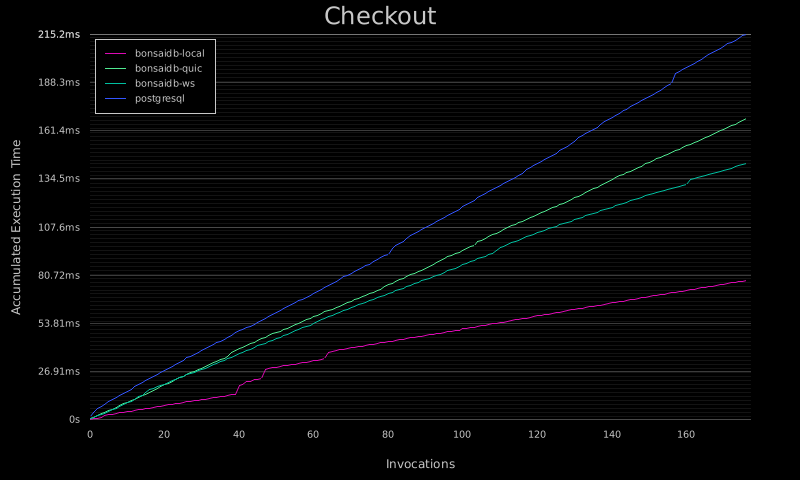 Checkout
215.2ms
bonsaidb-local
bonsaidb-quic
188.3ms
bonsaidb-ws
postgresql
161.4ms
134.5ms
107.6ms
80.72ms
53.81ms
26.91ms
0s
Accumulated Execution Time
0 20 40 60 80 100 120 140 160
Invocations